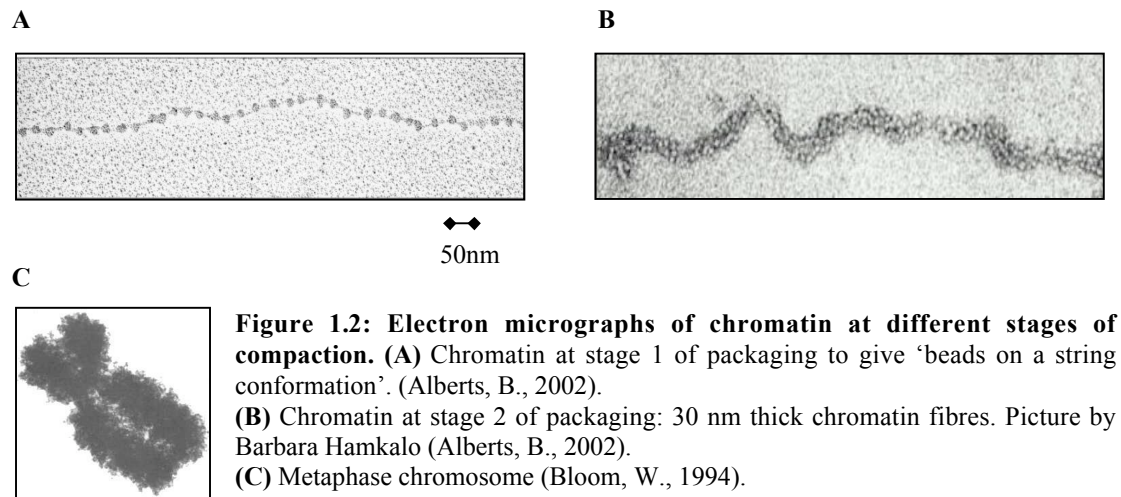 A
B
50nm
C
Figure 1.2: Electron micrographs of chromatin at different stages of
compaction. (A) Chromatin at stage 1 of packaging to give ‘beads on a string
conformation’. (Alberts, B., 2002).
(B) Chromatin at stage 2 of packaging: 30 nm thick chromatin fibres. Picture by
Barbara Hamkalo (Alberts, B., 2002).
(C) Metaphase chromosome (Bloom, W., 1994).